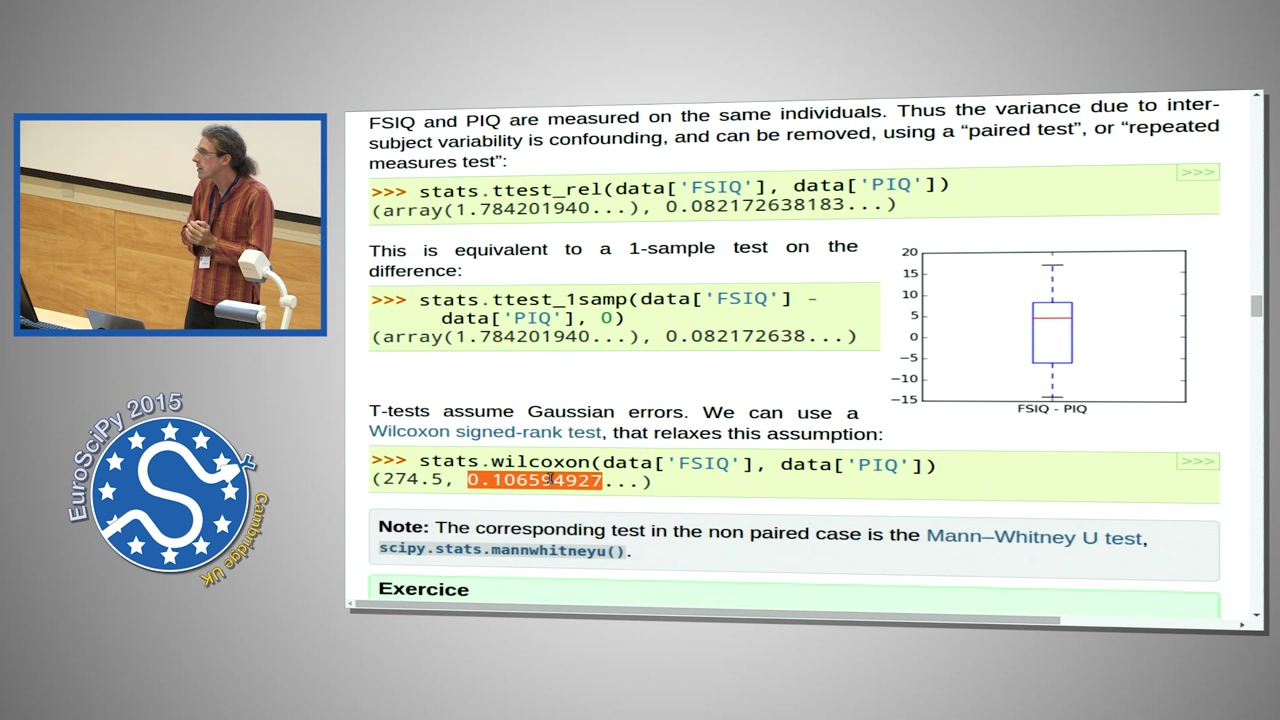 FSIQ and PIQ are measured on the same individuals. Thus the variance due to inter-
subject variability is confounding, and can be removed, using a “paired test”, or “repeated
measures test”:
>>>
>>> stats.ttest_rel(data['FSIQ'], data['PIQ'])
(array(1.784201940...), 0.082172638183...)
This is equivalent to a 1-sample test on the
difference:
>>> stats.ttest_1samp(data['FSIQ'] -
data['PIQ'], 0)
(array(1.784201940...), 0.082172638...)
20
15
10
5
0
−5
−10
−15
FSIQ - PIQ
T-tests assume Gaussian errors. We can use a
Wilcoxon signed-rank test, that relaxes this assumption:
>>> stats.wilcoxon(data['FSIQ'], data['PIQ'])
>>>
(274.5, 0.106594927...)
Note: The corresponding test in the non paired case is the Mann–Whitney U test,
scipy.stats.mannwhitneyu().
Exercice
EuroSciPy 2015
Cambridge UK